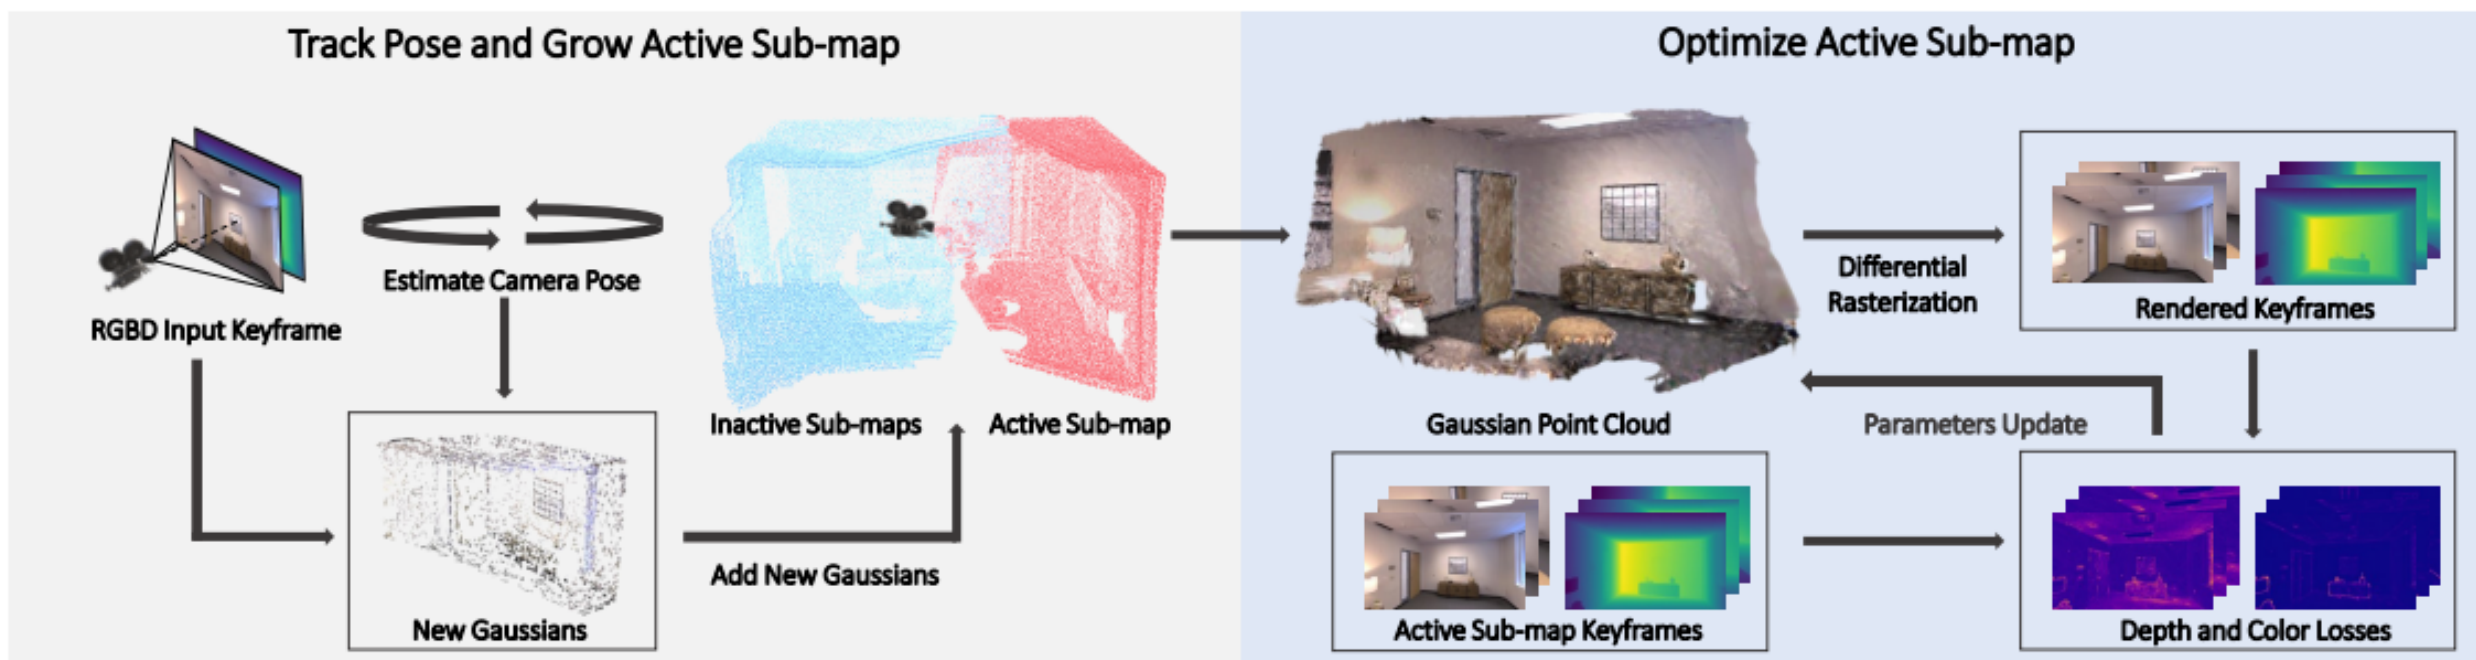 Track Pose and Grow Active Sub-map
RGBD Input Keyframe
Estimate Camera Pose
Inactive Sub-maps
Active Sub-map
New Gaussians
Add New Gaussians
Optimize Active Sub-map
Gaussian Point Cloud
Differential
Rasterization
Rendered Keyframes
Parameters Update
Active Sub-map Keyframes
Depth and Color Losses